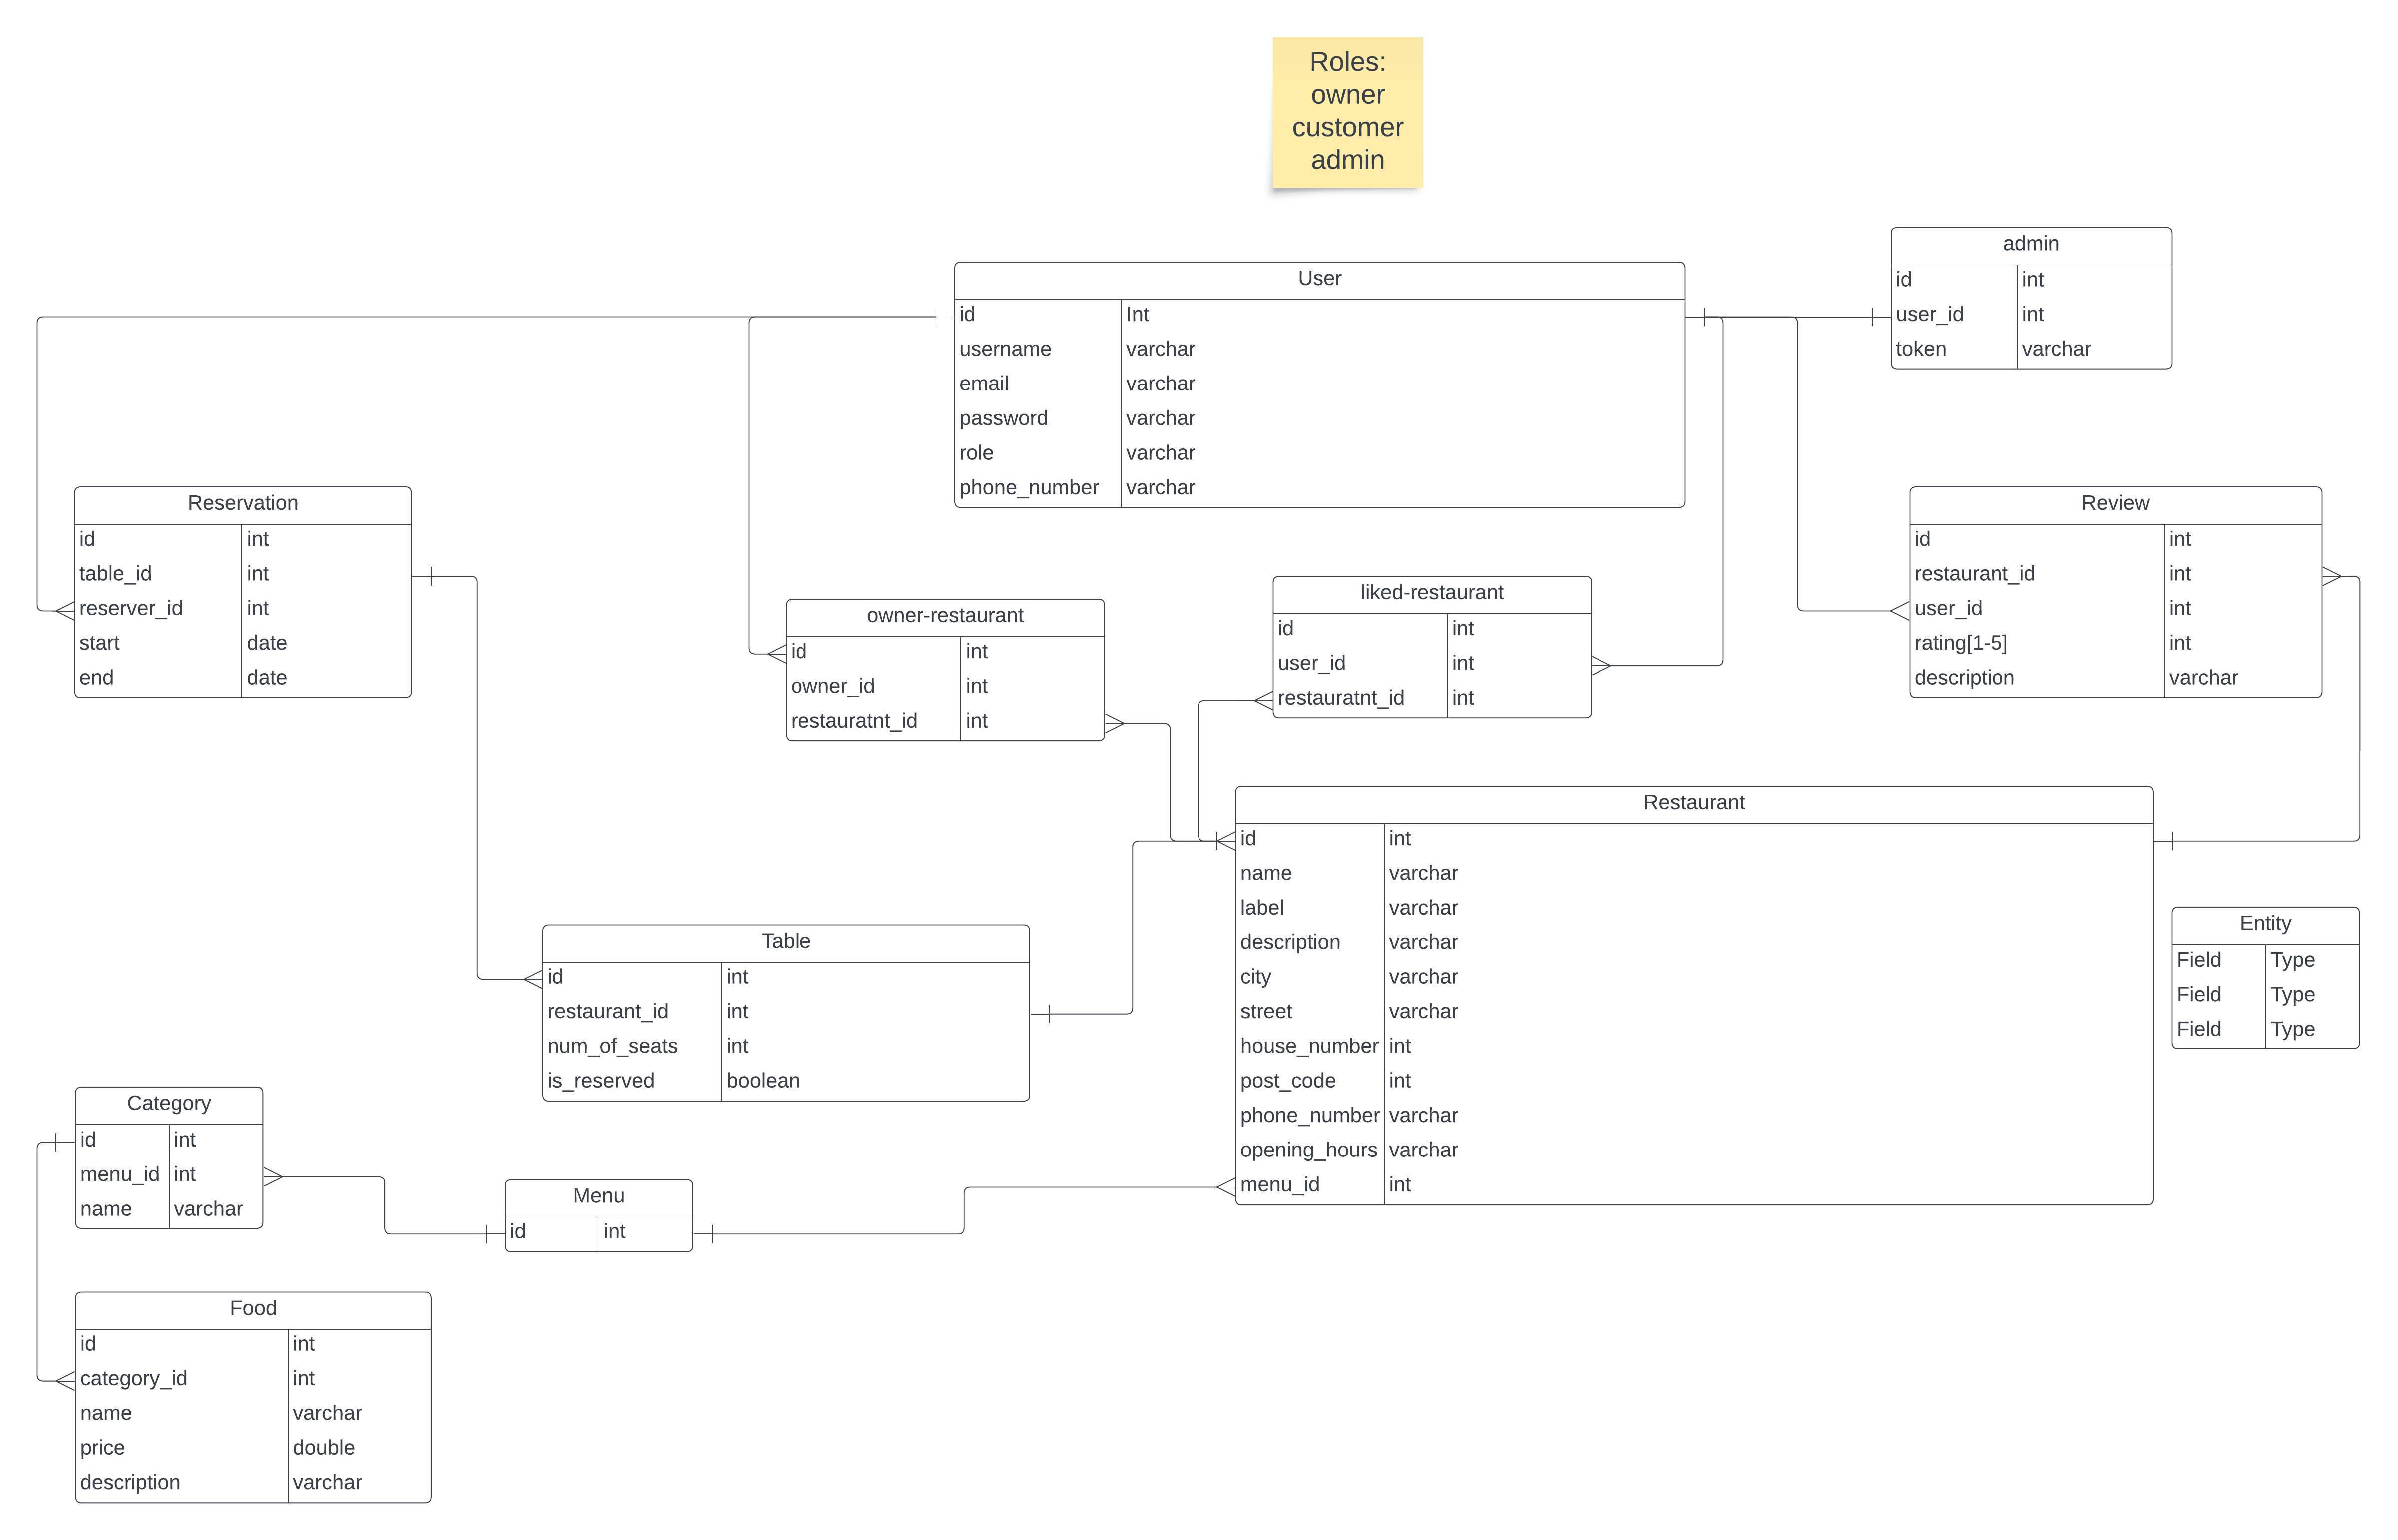 Roles:
owner
customer
admin
admin
id int
user_id int
token varchar
User
id Int
username varchar
email varchar
password varchar
role varchar
phone_number varchar
Reservation
id int
table_id int
reserver_id int
start date
end date
Review
id int
restaurant_id int
user_id int
rating[1-5] int
description varchar
owner-restaurant
id int
owner_id int
restauratnt_id int
liked-restaurant
id int
user_id int
restauratnt_id int
Restaurant
id int
name varchar
label varchar
description varchar
city varchar
street varchar
house_number int
post_code int
phone_number varchar
opening_hours varchar
menu_id int
Entity
Field Type
Field Type
Field Type
Table
id int
restaurant_id int
num_of_seats int
is_reserved boolean
Category
id int
menu_id int
name varchar
Menu
id int
Food
id int
category_id int
name varchar
price double
description varchar